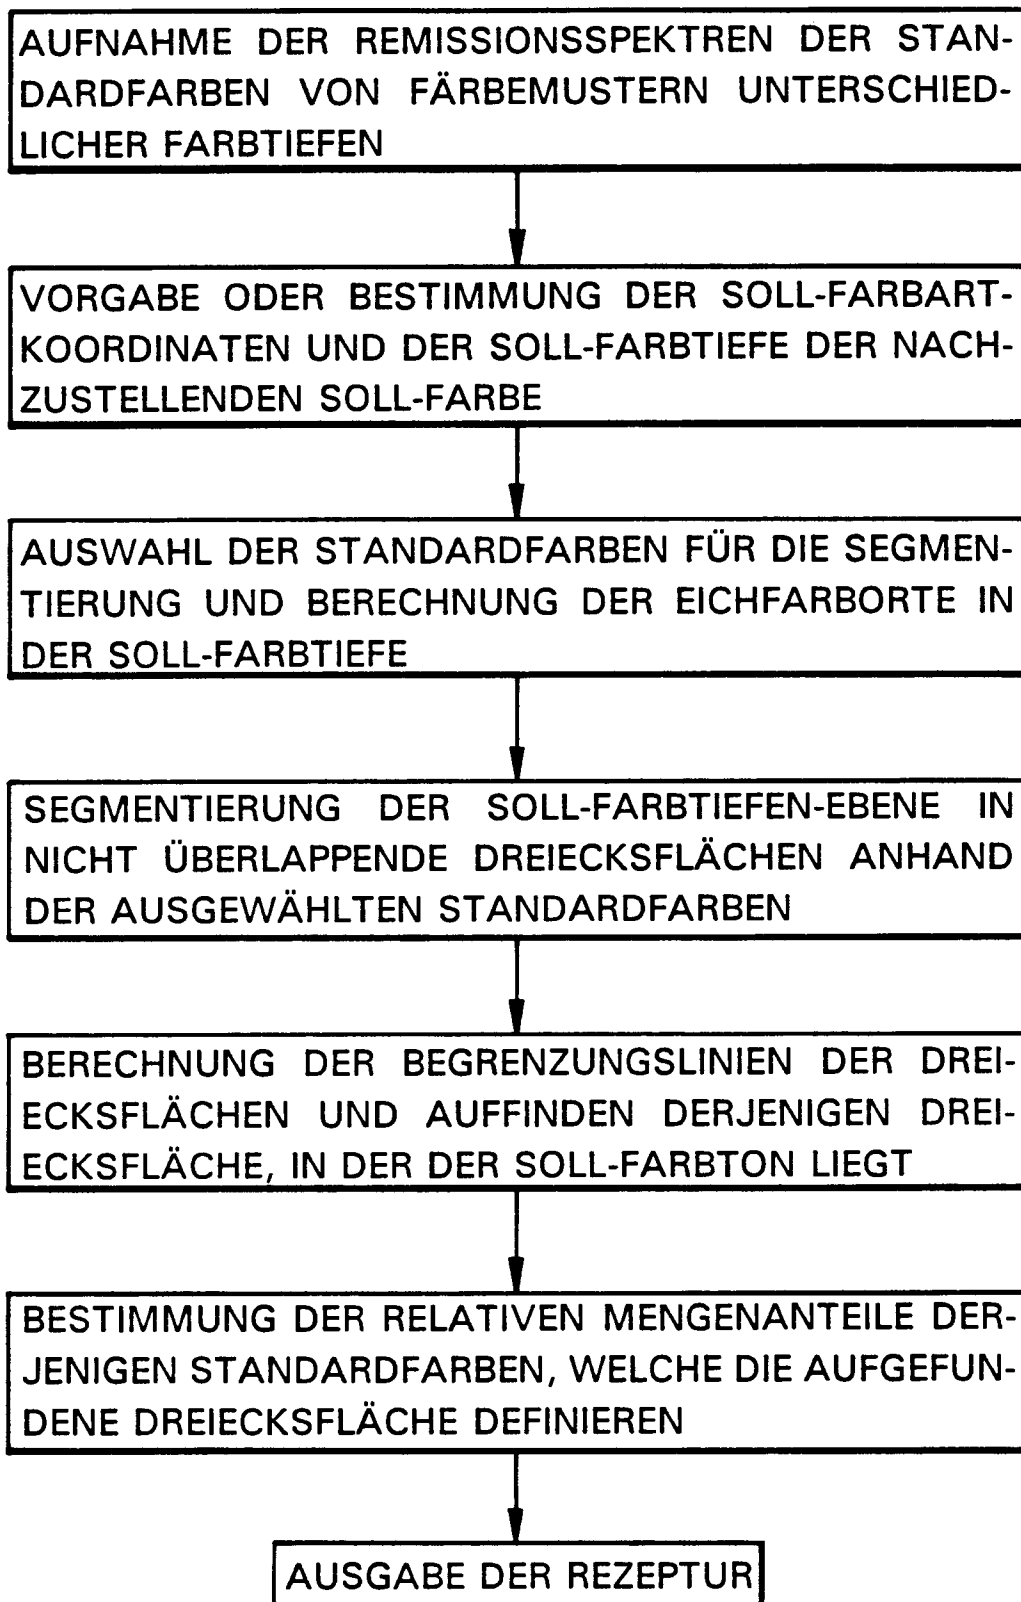 AUFNAHME DER REMISSIONSSPEKTREN DER STAN-
DARDFARBEN VON FÄRBEMUSTERN UNTERSCHIED-
LICHER FARBTIEFEN
VORGABE ODER BESTIMMUNG DER SOLL-FARBART-
KOORDINATEN UND DER SOLL-FARBTIEFE DER NACH-
ZUSTELLENDEN SOLL-FARBE
AUSWAHL DER STANDARDFARBEN FÜR DIE SEGMEN-
TIERUNG UND BERECHNUNG DER EICHFARBORTE IN
DER SOLL-FARBTIEFE
SEGMENTIERUNG DER SOLL-FARBTIEFEN-EBENE IN
NICHT ÜBERLAPPENDE DREIECKSFLÄCHEN ANHAND
DER AUSGEWÄHLTEN STANDARDFARBEN
BERECHNUNG DER BEGRENZUNGSLINIEN DER DREI-
ECKSFLÄCHEN UND AUFFINDEN DERJENIGEN DREI-
ECKSFLÄCHE, IN DER DER SOLL-FARBTON LIEGT
BESTIMMUNG DER RELATIVEN MENGENANTEILE DER-
JENIGEN STANDARDFARBEN, WELCHE DIE AUFGEFUN-
DENE DREIECKSFLÄCHE DEFINIEREN
AUSGABE DER REZEPTUR